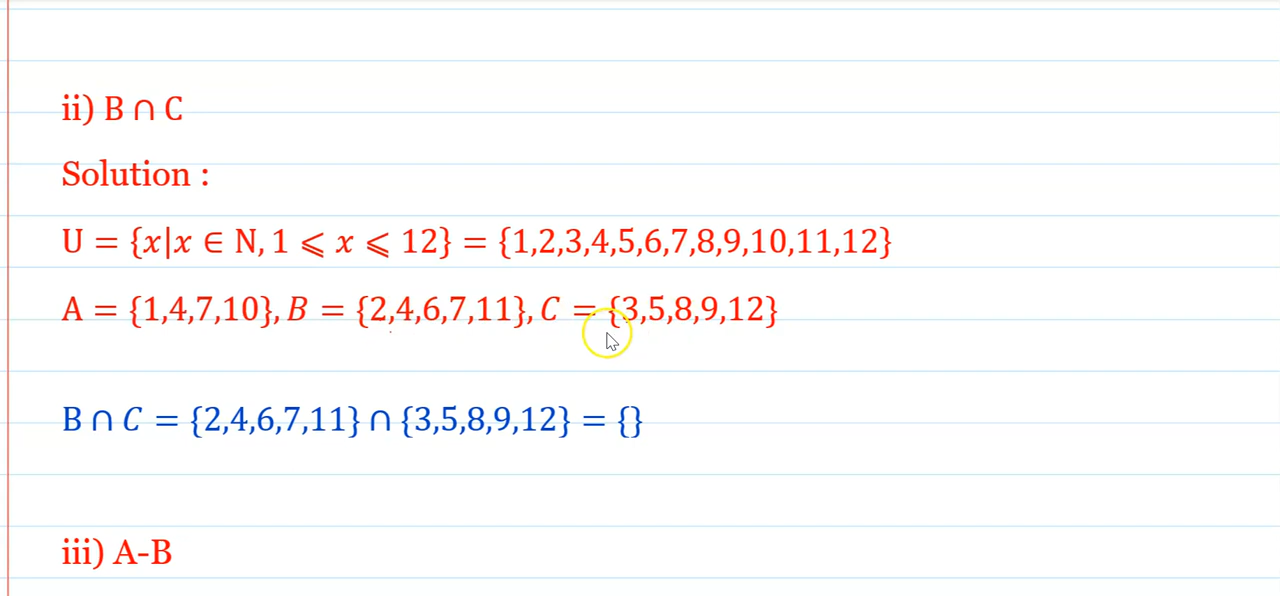 ii) B ∩ C
Solution :
U = {x|x ∈ N, 1 ⩽ x ⩽ 12} = {1,2,3,4,5,6,7,8,9,10,11,12}
A = {1,4,7,10}, B = {2,4,6,7,11}, C = {3,5,8,9,12}
B ∩ C = {2,4,6,7,11} ∩ {3,5,8,9,12} = {}
iii) A-B